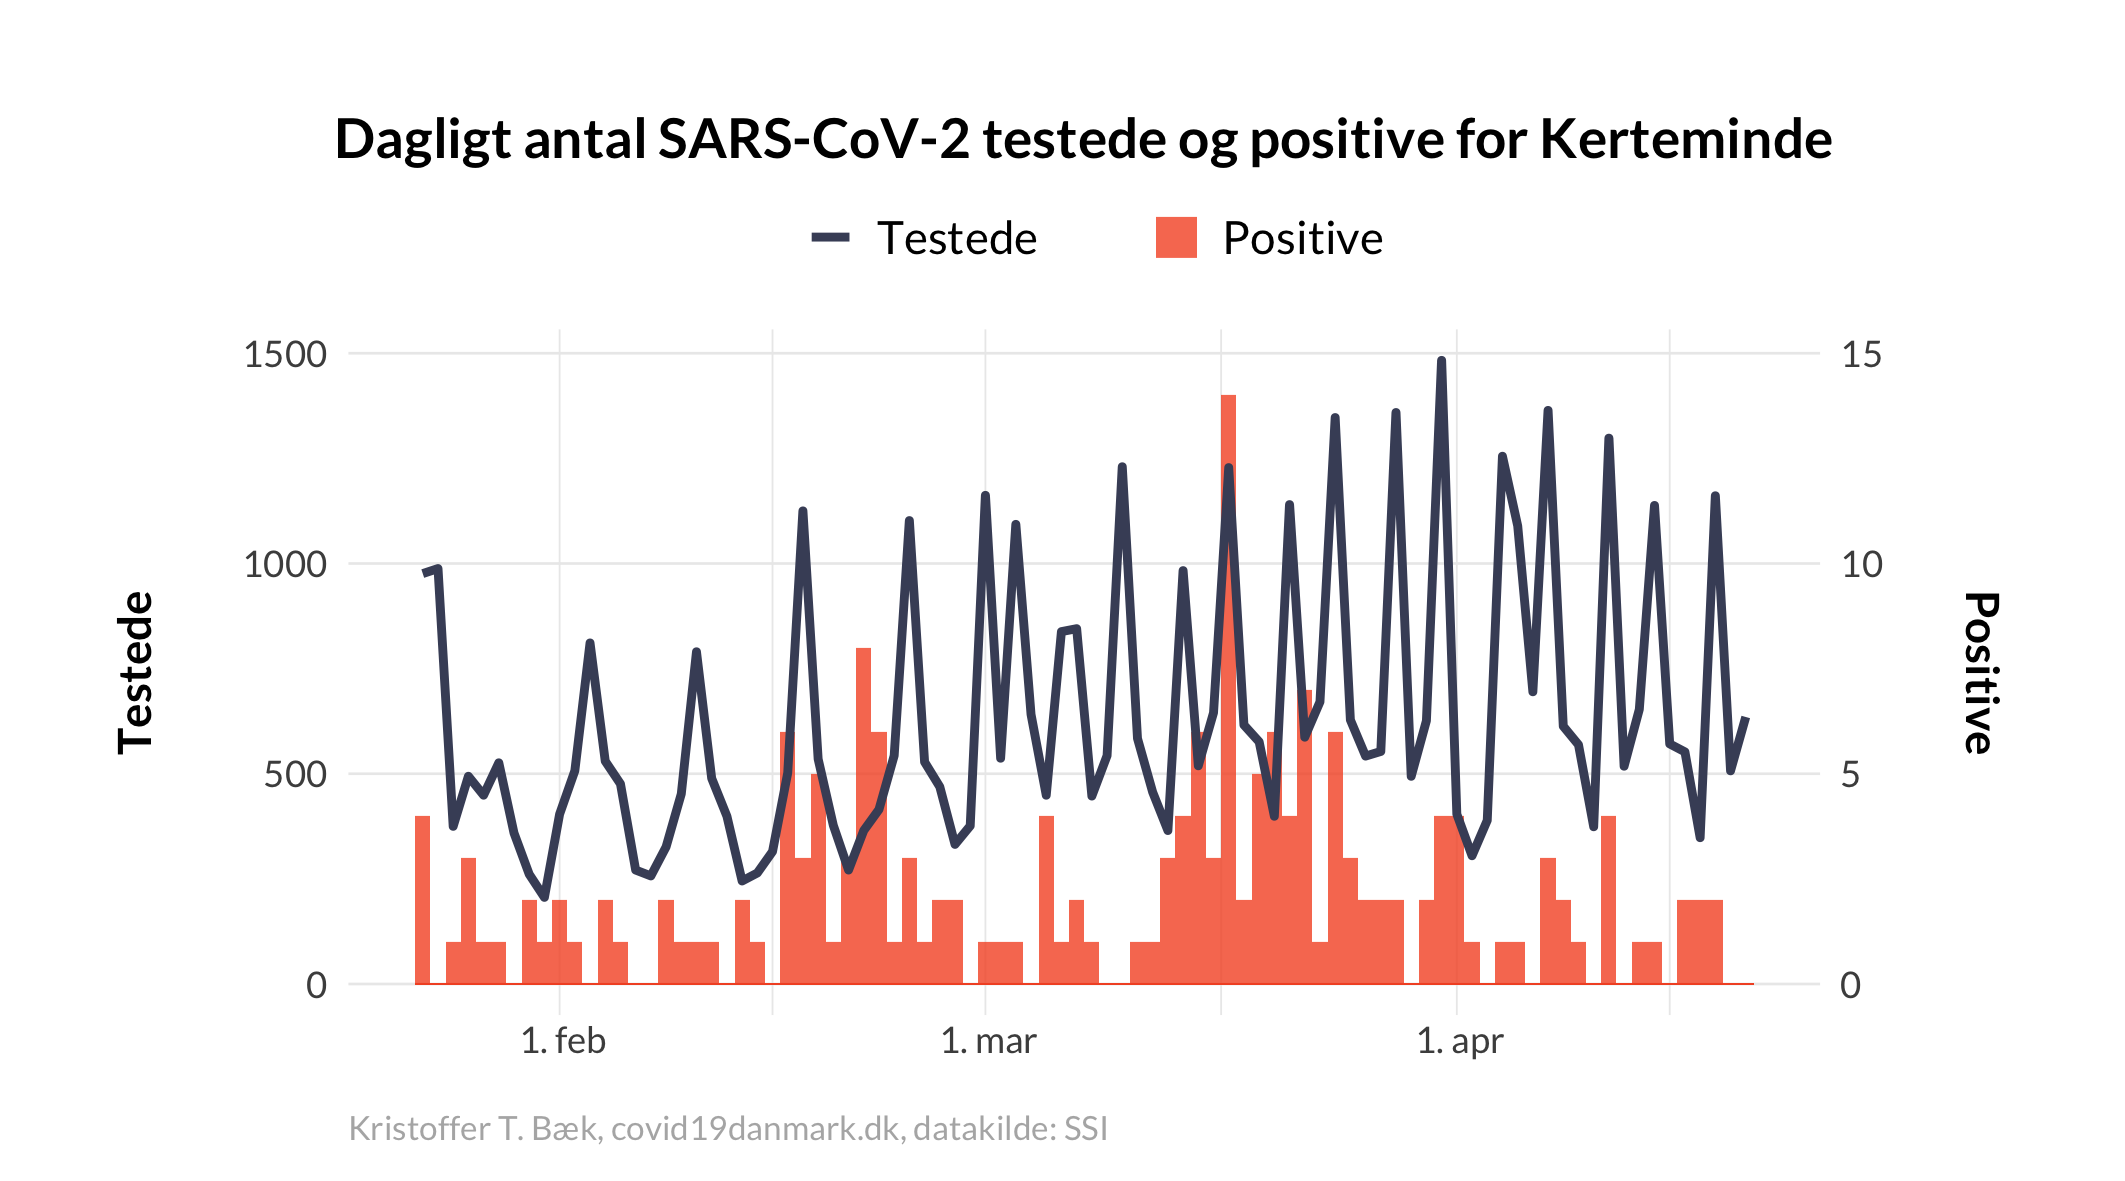 Dagligt antal SARS-CoV-2 testede og positive for Kerteminde
Testede
Positive
1500
1000
500
0
15
10
5
0
Testede
Positive
1. feb
1. mar
1. apr
Kristoffer T. Bæk, covid19danmark.dk, datakilde: SSI